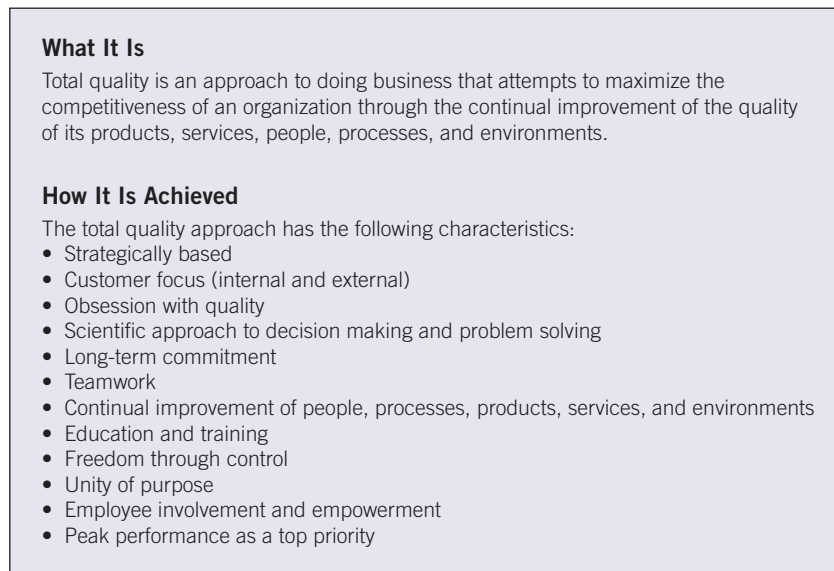 What It Is
Total quality is an approach to doing business that attempts to maximize the
competitiveness of an organization through the continual improvement of the quality
of its products, services, people, processes, and environments.
How It Is Achieved
The total quality approach has the following characteristics:
• Strategically based
• Customer focus (internal and external)
• Obsession with quality
• Scientific approach to decision making and problem solving
• Long-term commitment
• Teamwork
• Continual improvement of people, processes, products, services, and environments
• Education and training
• Freedom through control
• Unity of purpose
• Employee involvement and empowerment
• Peak performance as a top priority